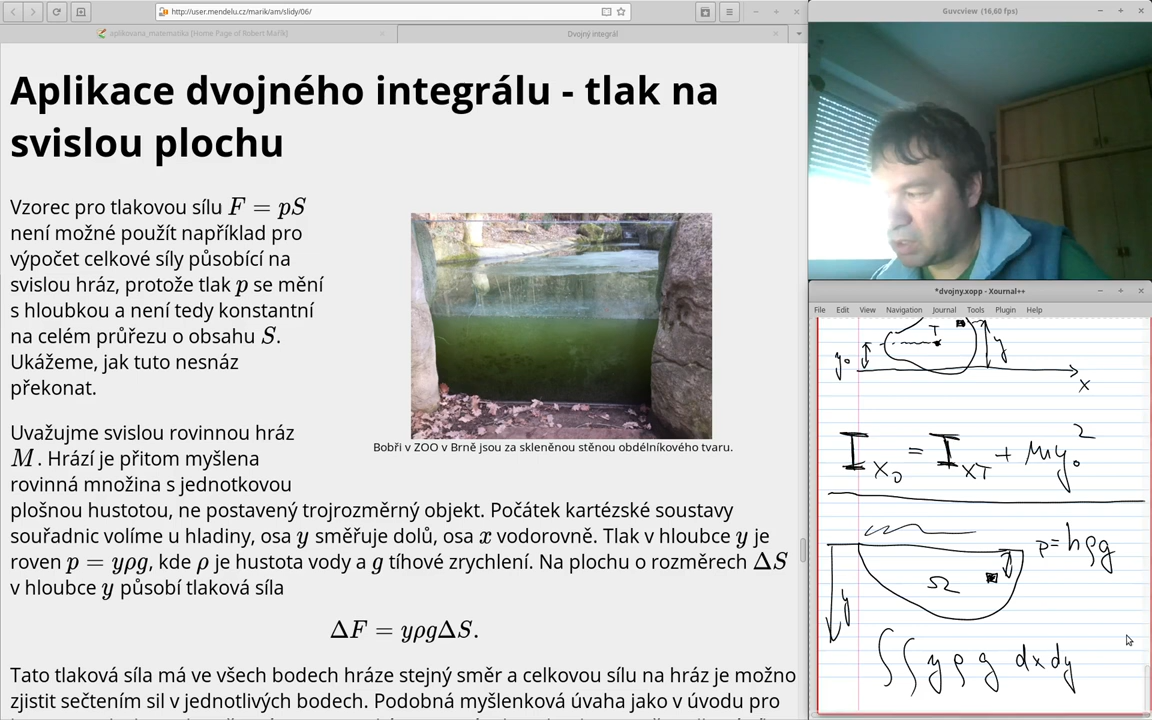 http://user.mendelu.cz/marik/am/slidy/06/
aplikovana_matematika [Home Page of Robert Mařík]
Dvojný integrál
Aplikace dvojného integrálu - tlak na
svislou plochu
Vzorec pro tlakovou sílu F = pS
není možné použít například pro
výpočet celkové síly působící na
svislou hráz, protože tlak p se mění
s hloubkou a není tedy konstantní
na celém průřezu o obsahu S.
Ukážeme, jak tuto nesnáz
překonat.
Bobři v ZOO v Brně jsou za skleněnou stěnou obdélníkového tvaru.
Uvažujme svislou rovinnou hráz
M. Hrází je přitom myšlena
rovinná množina s jednotkovou
plošnou hustotou, ne postavený trojrozměrný objekt. Počátek kartézské soustavy
souřadnic volíme u hladiny, osa y směřuje dolů, osa x vodorovně. Tlak v hloubce y je
roven p = yρg, kde ρ je hustota vody a g tíhové zrychlení. Na plochu o rozměrech ΔS
v hloubce y působí tlaková síla
ΔF = yρgΔS.
Tato tlaková síla má ve všech bodech hráze stejný směr a celkovou sílu na hráz je možno
zjistit sečtením sil v jednotlivých bodech. Podobná myšlenková úvaha jako v úvodu pro
Guvcview (16,60 fps)
*dvojny.xopp - Xournal++
File Edit View Navigation Journal Tools Plugin Help
T
y₀ y
x
I_{x₀} = I_{xT} + my₀²
p = hρg
Ω
y
∫∫ y ρ g dx dy